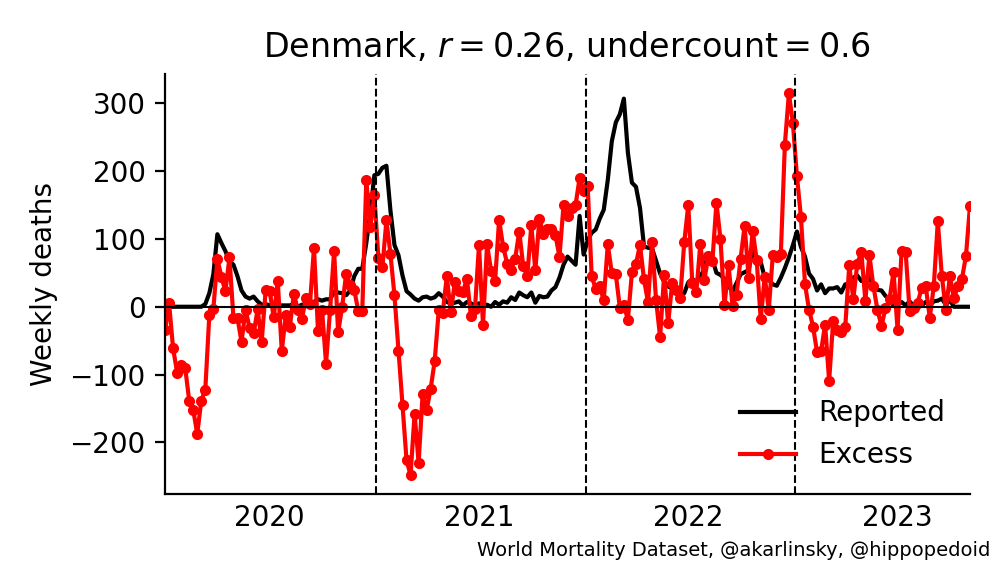 Denmark, r = 0.26, undercount = 0.6
Weekly deaths
300
200
100
0
−100
−200
Reported
Excess
2020 2021 2022 2023
World Mortality Dataset, @akarlinsky, @hippopedoid